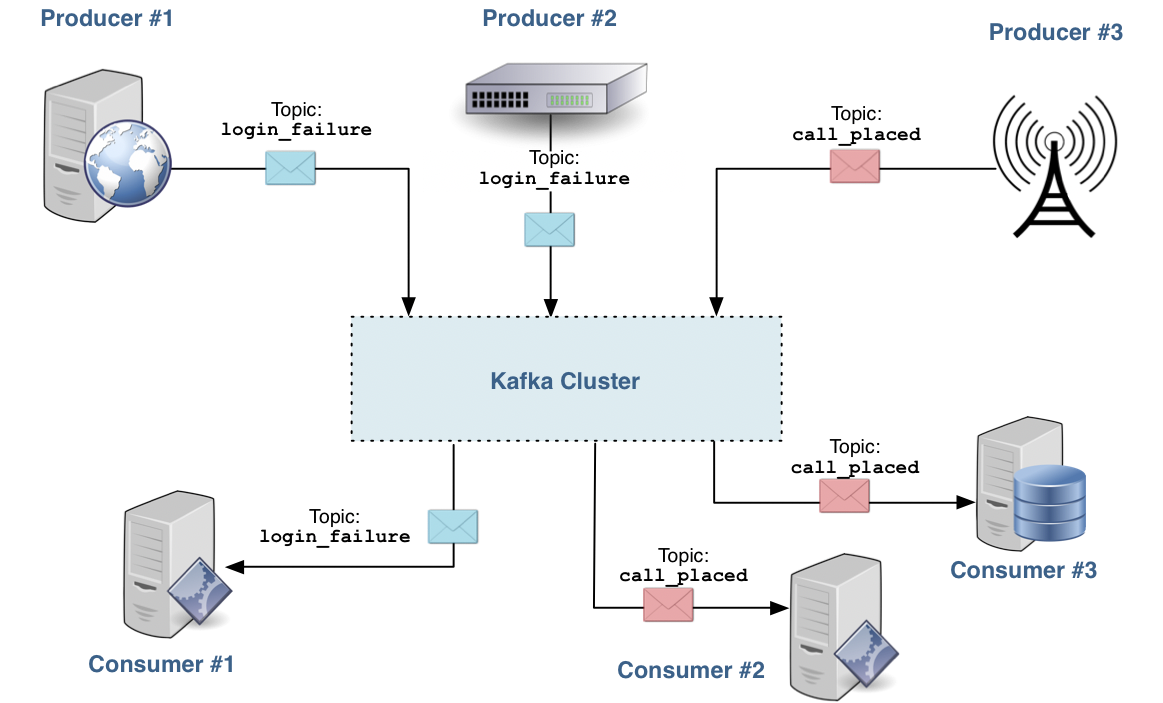 Producer #1
Producer #2
Producer #3
Topic:
login_failure
Topic:
login_failure
Topic:
call_placed
Kafka Cluster
Topic:
login_failure
Topic:
call_placed
Topic:
call_placed
Consumer #1
Consumer #2
Consumer #3